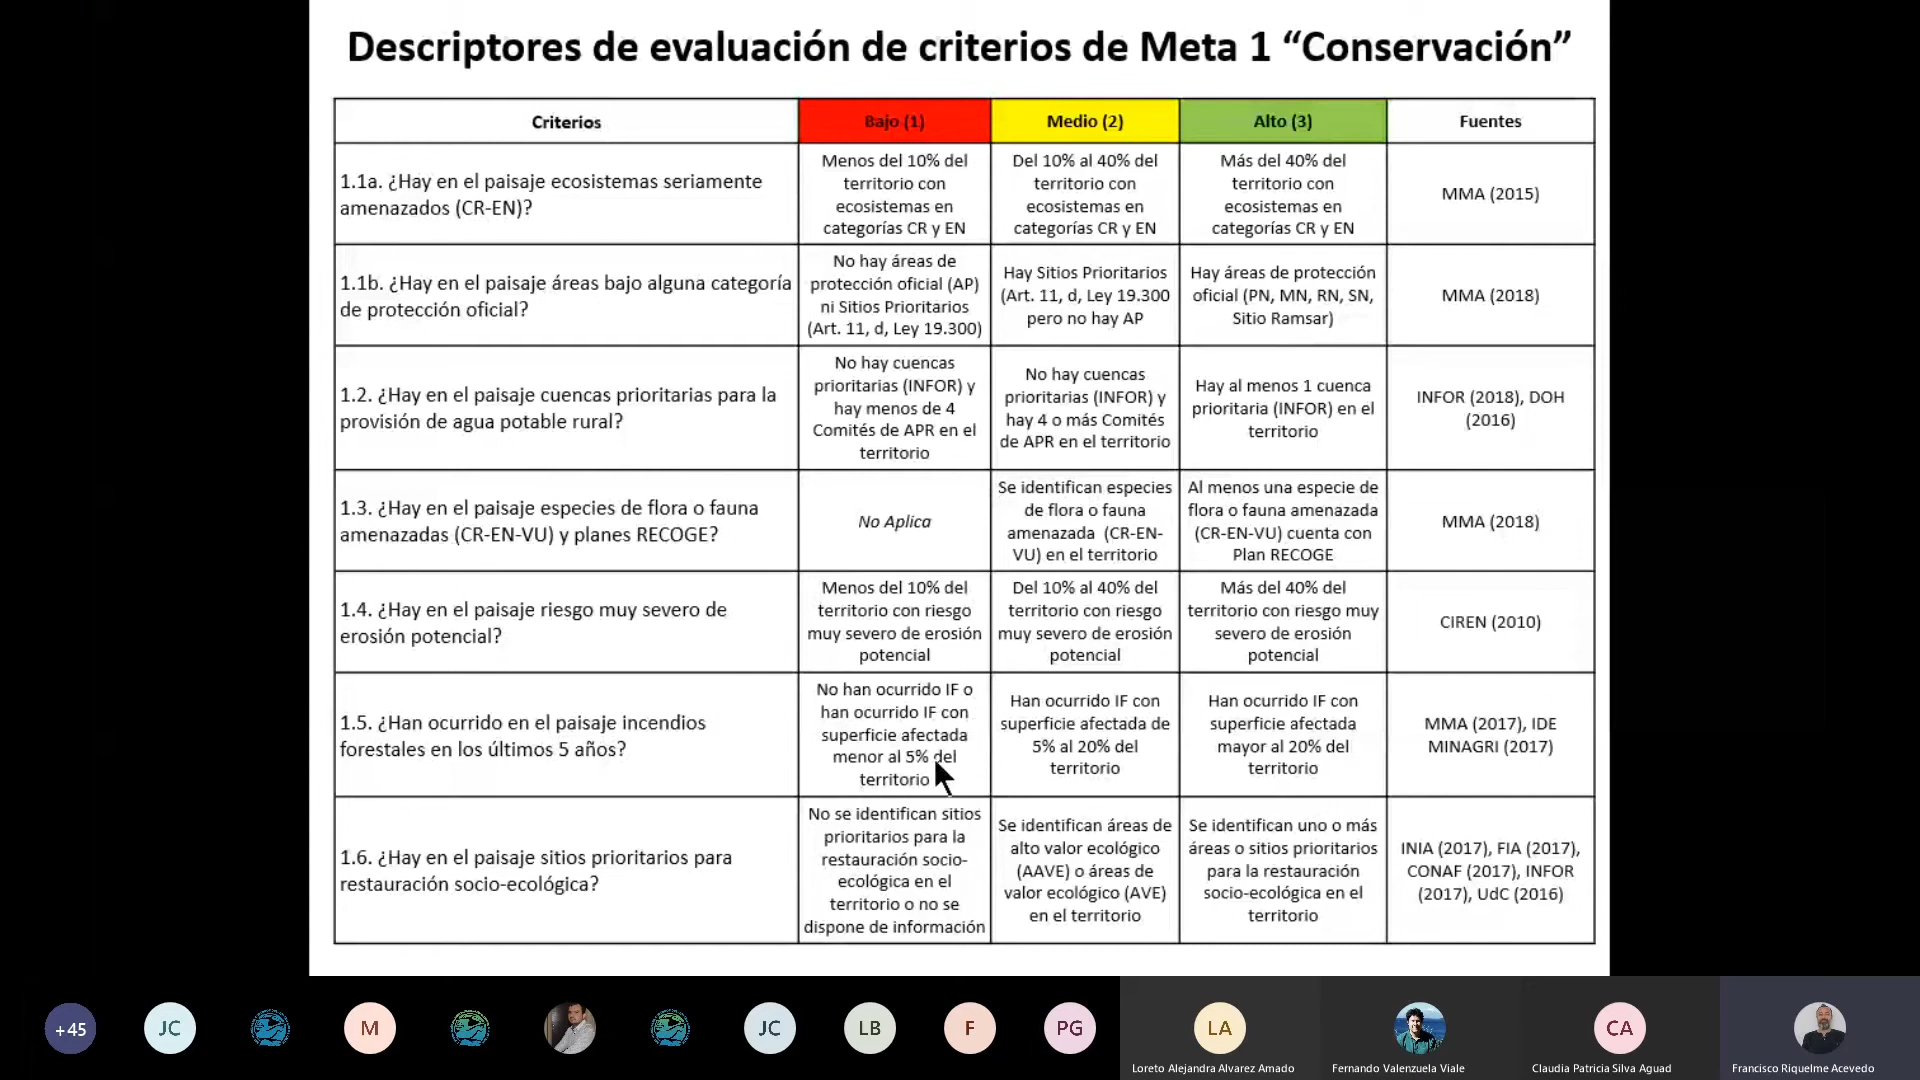 Descriptores de evaluación de criterios de Meta 1 “Conservación”
Criterios
Bajo (1)
Medio (2)
Alto (3)
Fuentes
1.1a. ¿Hay en el paisaje ecosistemas seriamente
amenazados (CR-EN)?
Menos del 10% del
territorio con
ecosistemas en
categorías CR y EN
Del 10% al 40% del
territorio con
ecosistemas en
categorías CR y EN
Más del 40% del
territorio con
ecosistemas en
categorías CR y EN
MMA (2015)
1.1b. ¿Hay en el paisaje áreas bajo alguna categoría
de protección oficial?
No hay áreas de
protección oficial (AP)
ni Sitios Prioritarios
(Art. 11, d, Ley 19.300)
Hay Sitios Prioritarios
(Art. 11, d, Ley 19.300
pero no hay AP
Hay áreas de protección
oficial (PN, MN, RN, SN,
Sitio Ramsar)
MMA (2018)
1.2. ¿Hay en el paisaje cuencas prioritarias para la
provisión de agua potable rural?
No hay cuencas
prioritarias (INFOR) y
hay menos de 4
Comités de APR en el
territorio
No hay cuencas
prioritarias (INFOR) y
hay 4 o más Comités
de APR en el territorio
Hay al menos 1 cuenca
prioritaria (INFOR) en el
territorio
INFOR (2018), DOH
(2016)
1.3. ¿Hay en el paisaje especies de flora o fauna
amenazadas (CR-EN-VU) y planes RECOGE?
No Aplica
Se identifican especies
de flora o fauna
amenazada (CR-EN-
VU) en el territorio
Al menos una especie de
flora o fauna amenazada
(CR-EN-VU) cuenta con
Plan RECOGE
MMA (2018)
1.4. ¿Hay en el paisaje riesgo muy severo de
erosión potencial?
Menos del 10% del
territorio con riesgo
muy severo de erosión
potencial
Del 10% al 40% del
territorio con riesgo
muy severo de erosión
potencial
Más del 40% del
territorio con riesgo muy
severo de erosión
potencial
CIREN (2010)
1.5. ¿Han ocurrido en el paisaje incendios
forestales en los últimos 5 años?
No han ocurrido IF o
han ocurrido IF con
superficie afectada
menor al 5% del
territorio
Han ocurrido IF con
superficie afectada de
5% al 20% del
territorio
Han ocurrido IF con
superficie afectada
mayor al 20% del
territorio
MMA (2017), IDE
MINAGRI (2017)
1.6. ¿Hay en el paisaje sitios prioritarios para
restauración socio-ecológica?
No se identifican sitios
prioritarios para la
restauración socio-
ecológica en el
territorio o no se
dispone de información
Se identifican áreas de
alto valor ecológico
(AAVE) o áreas de
valor ecológico (AVE)
en el territorio
Se identifican uno o más
áreas o sitios prioritarios
para la restauración
socio-ecológica en el
territorio
INIA (2017), FIA (2017),
CONAF (2017), INFOR
(2017), UdC (2016)
+45
JC
M
JC
LB
F
PG
LA
CA
Loreto Alejandra Alvarez Amado
Fernando Valenzuela Viale
Claudia Patricia Silva Aguad
Francisco Riquelme Acevedo